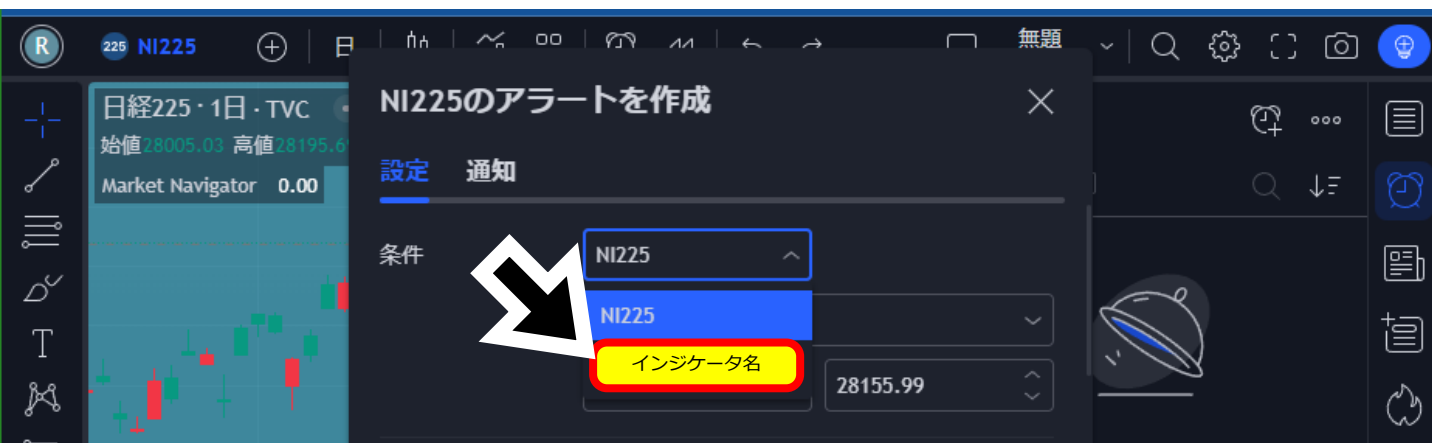 R
225 NI225
日
無題
日経225・1日・TVC
始値28005.03 高値28195.6
Market Navigator 0.00
T
NI225のアラートを作成
設定 通知
条件
NI225
NI225
インジケータ名
28155.99